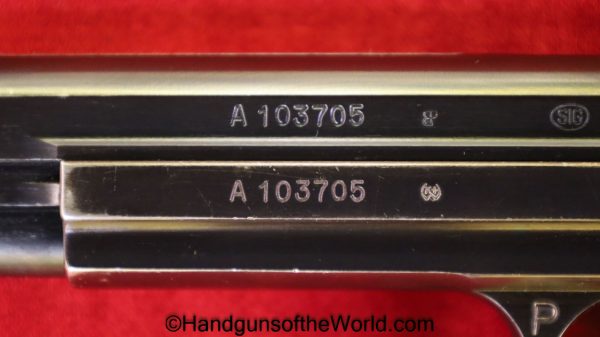 A 103705 SIG
A 103705
P
©HandgunsoftheWorld.com